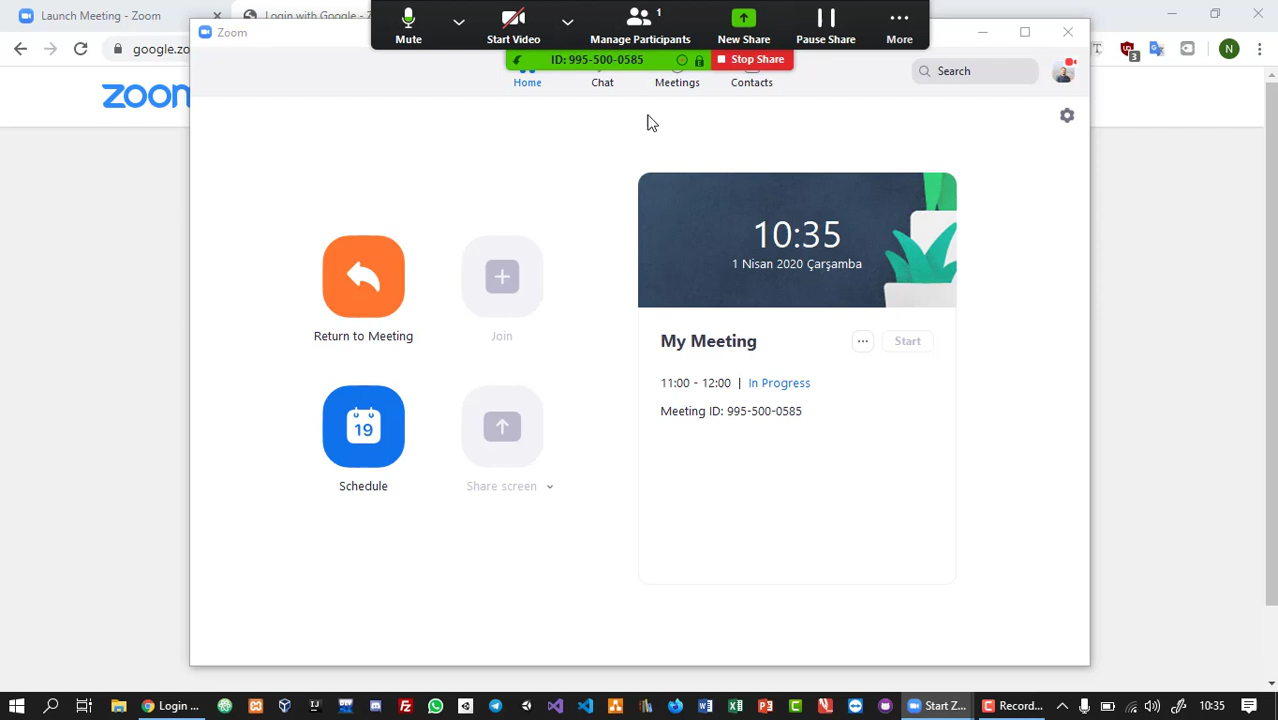 Launch Meeting - Zoom
Login with Google -
google.zo
N
3
zoom
Zoom
Mute
Start Video
1
Manage Participants
New Share
Pause Share
More
ID: 995-500-0585
Stop Share
Home
Chat
Meetings
Contacts
Search
10:35
1 Nisan 2020 Çarşamba
Return to Meeting
Join
My Meeting
Start
11:00 - 12:00 | In Progress
Meeting ID: 995-500-0585
19
Schedule
Share screen
Login ...
Start Z...
Record...
10:35